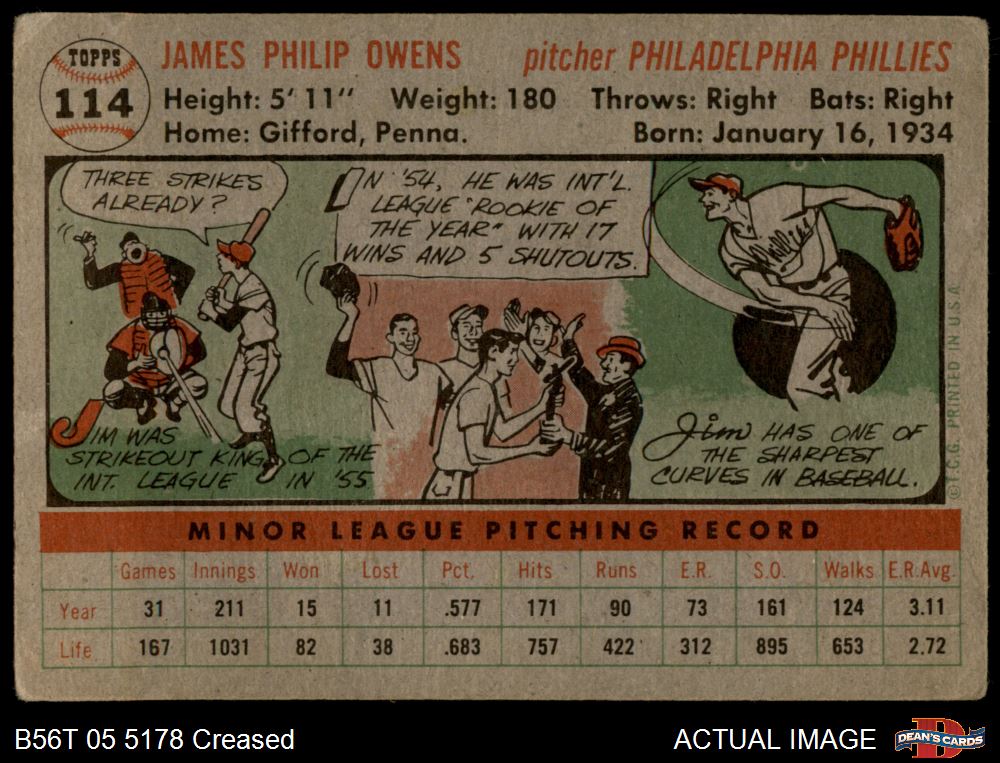 TOPPS
114
JAMES PHILIP OWENS pitcher PHILADELPHIA PHILLIES
Height: 5' 11" Weight: 180 Throws: Right Bats: Right
Home: Gifford, Penna. Born: January 16, 1934
THREE STRIKES
ALREADY?
JIM WAS
STRIKEOUT KING OF THE
INT. LEAGUE IN '55
IN '54, HE WAS INT'L.
LEAGUE "ROOKIE OF
THE YEAR" WITH 17
WINS AND 5 SHUTOUTS.
Phillies
Jim HAS ONE OF
THE SHARPEST
CURVES IN BASEBALL.
© T.C.G. PRINTED IN U.S.A.
MINOR LEAGUE PITCHING RECORD
Games Innings Won Lost Pct. Hits Runs E.R. S.O. Walks E.R.Avg.
Year 31 211 15 11 .577 171 90 73 161 124 3.11
Life 167 1031 82 38 .683 757 422 312 895 653 2.72
B56T 05 5178 Creased ACTUAL IMAGE
DEAN'S CARDS